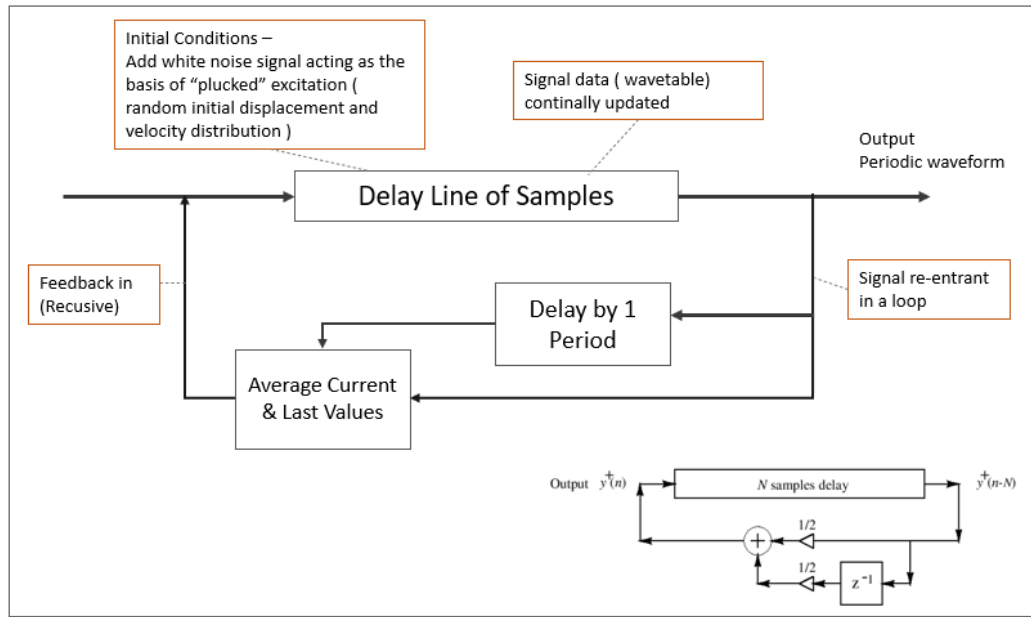 Initial Conditions –
Add white noise signal acting as the
basis of “plucked” excitation (
random initial displacement and
velocity distribution )
Signal data ( wavetable)
continally updated
Output
Periodic waveform
Delay Line of Samples
Feedback in
(Recusive)
Signal re-entrant
in a loop
Delay by 1
Period
Average Current
& Last Values
Output y⁺(n)
N samples delay
y⁺(n-N)
1/2
+
1/2
z⁻¹